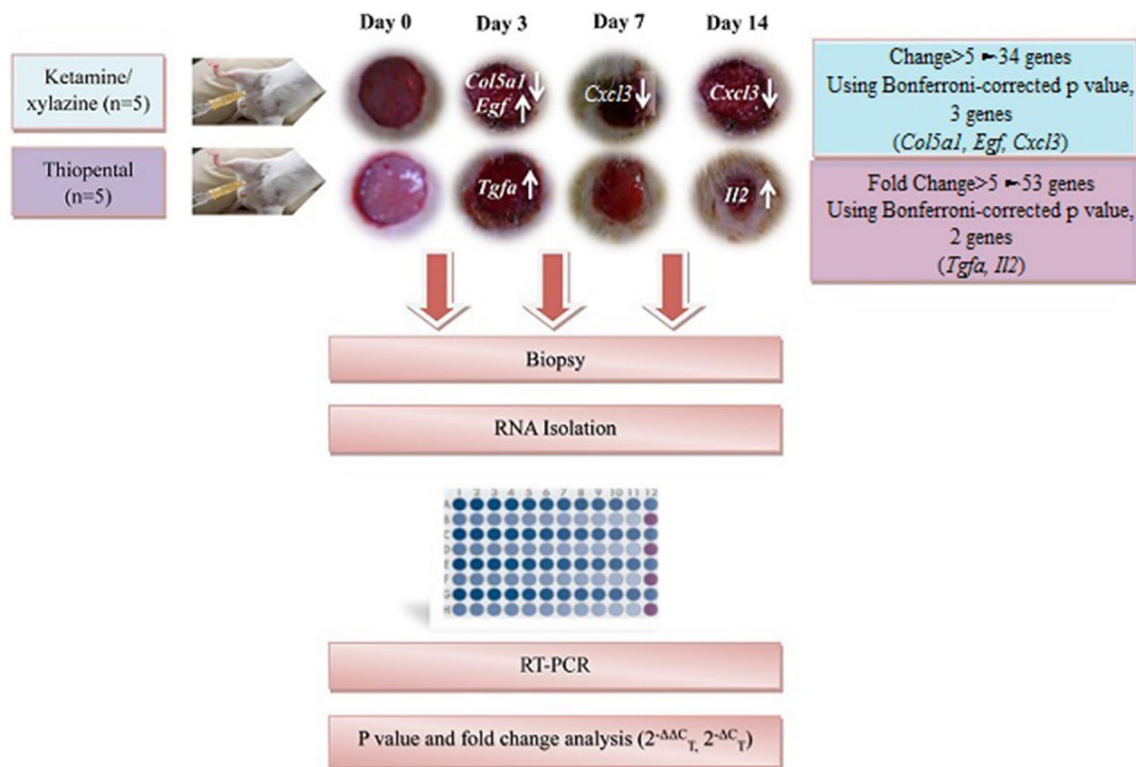 Day 0 Day 3 Day 7 Day 14
Ketamine/
xylazine (n=5)
Col5a1↓
Egf ↑
Cxcl3↓
Cxcl3↓
Change>5 ►34 genes
Using Bonferroni-corrected p value,
3 genes
(Col5a1, Egf, Cxcl3)
Thiopental
(n=5)
Tgfa ↑
Il2 ↑
Fold Change>5 ►53 genes
Using Bonferroni-corrected p value,
2 genes
(Tgfa, Il2)
Biopsy
RNA Isolation
1 2 3 4 5 6 7 8 9 10 11 12
A
B
C
D
E
F
G
H
RT-PCR
P value and fold change analysis (2^-ΔΔC_T, 2^-ΔC_T)